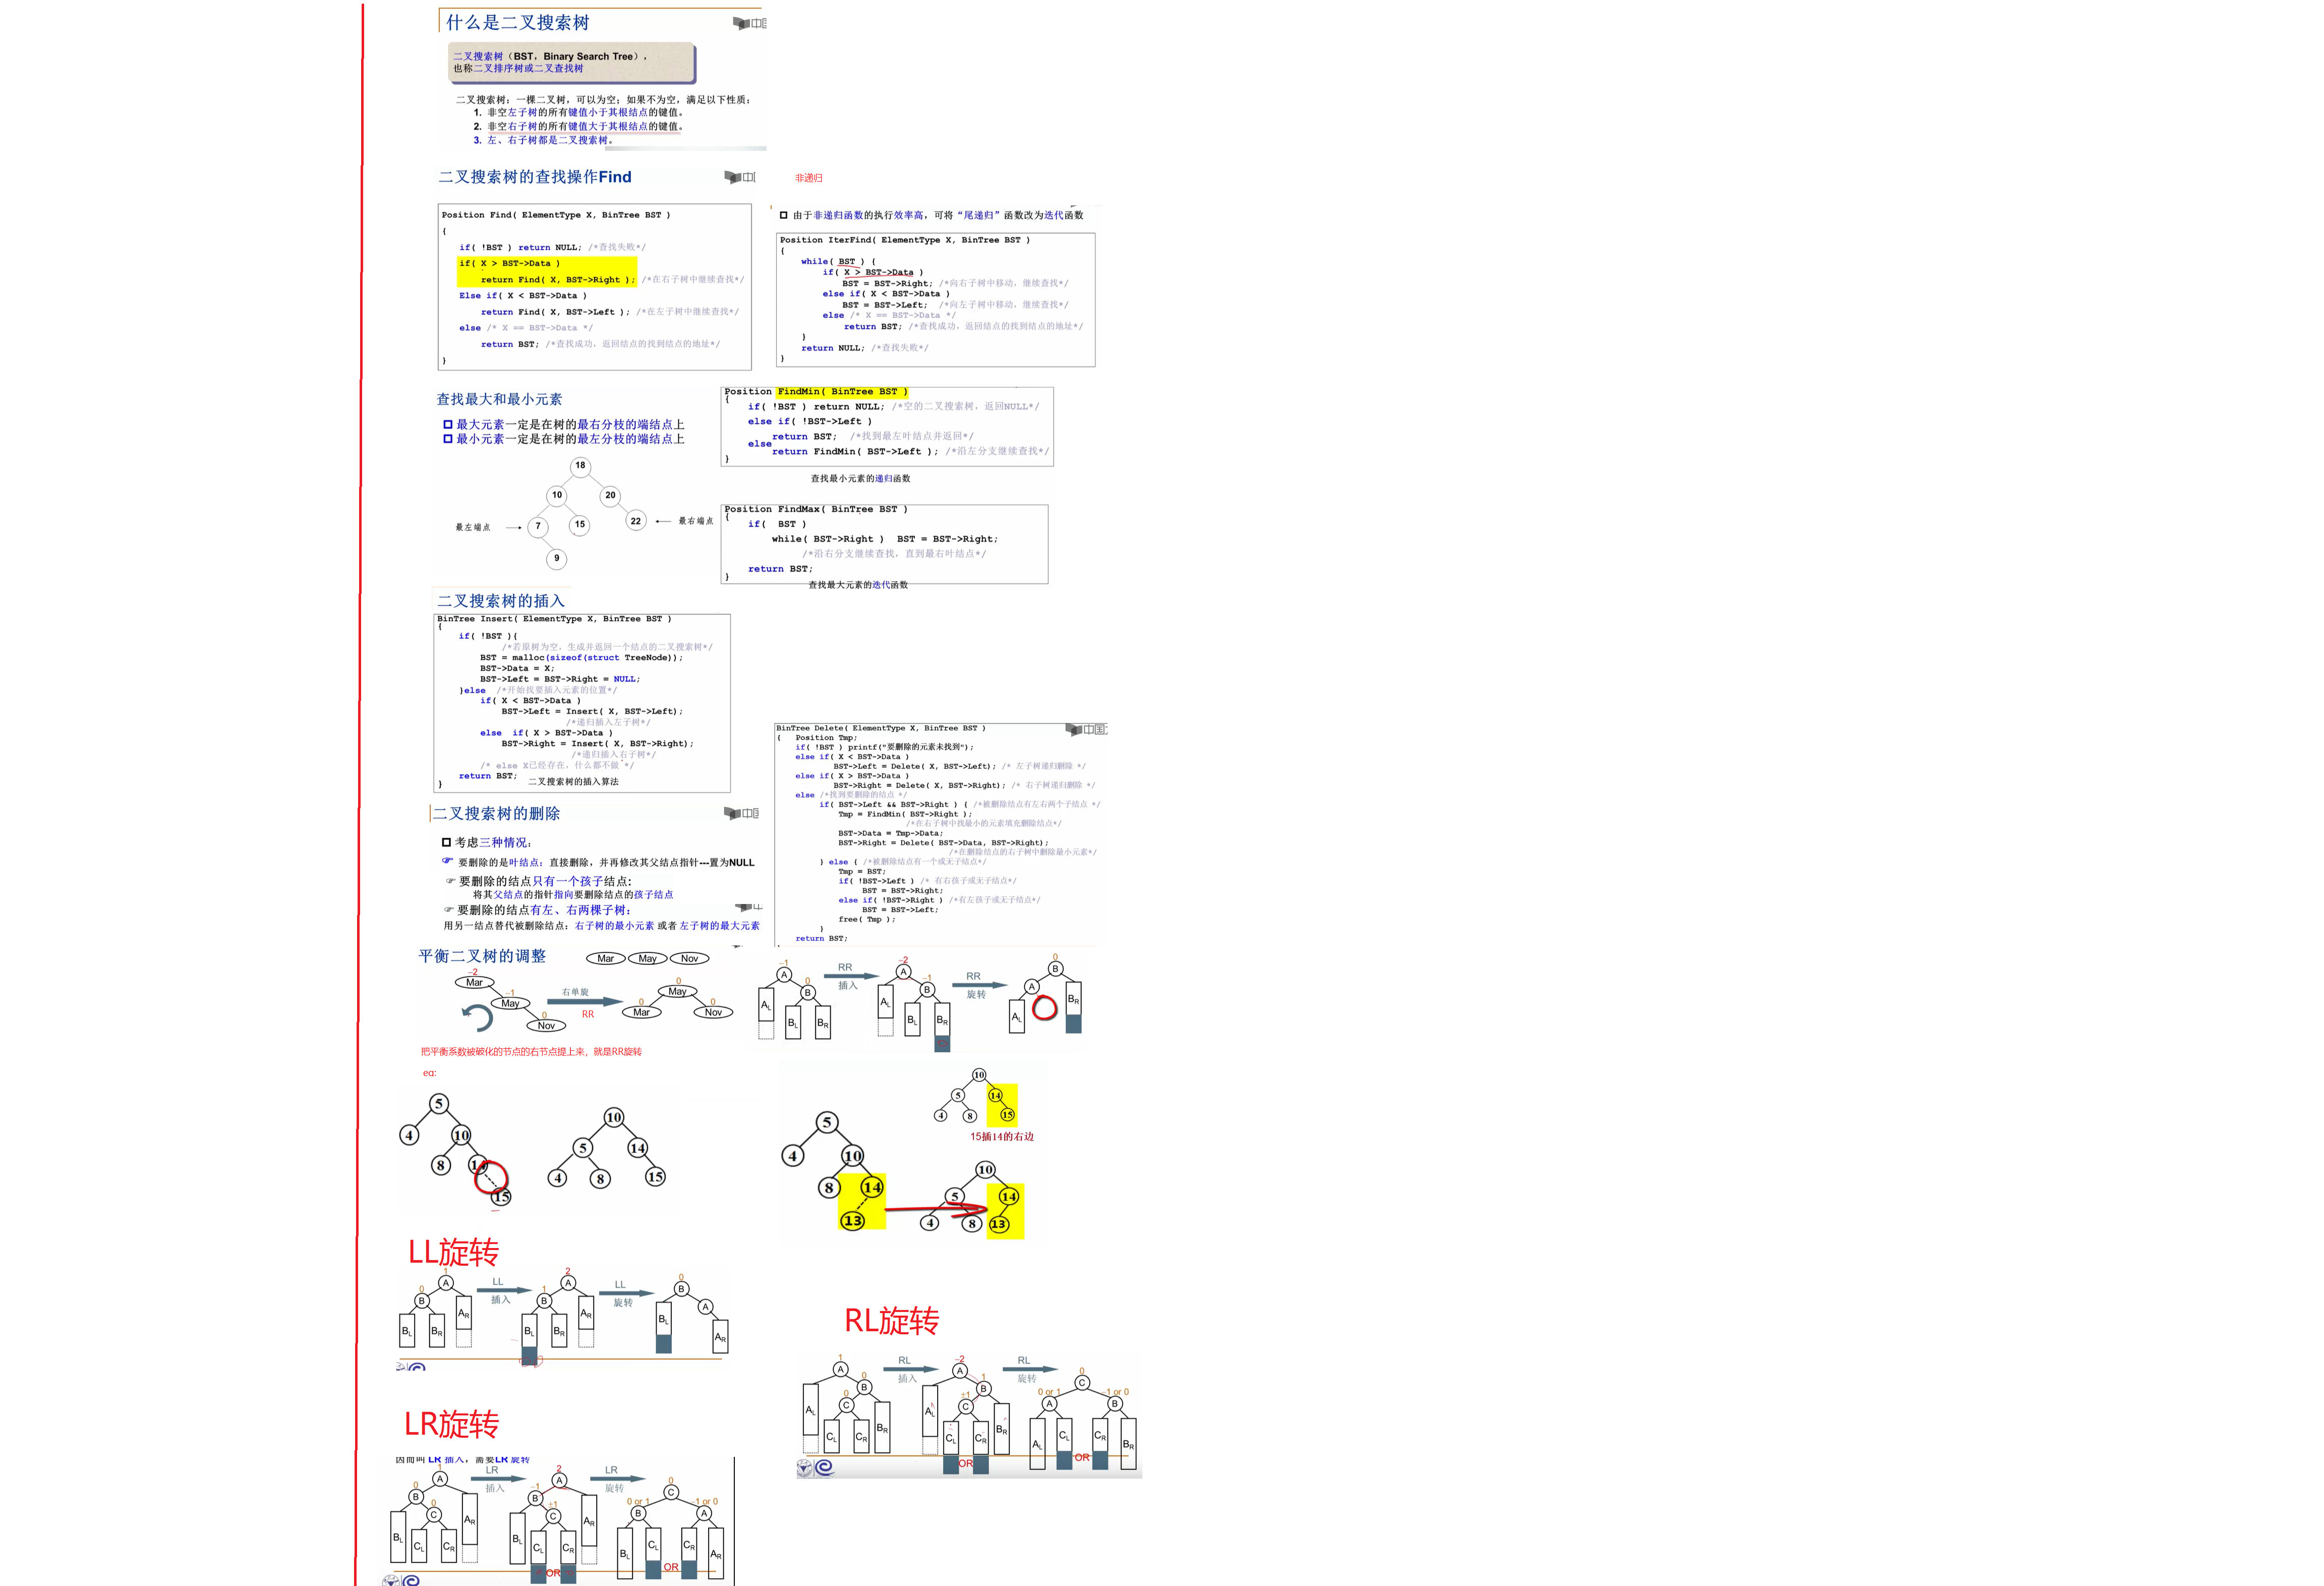 什么是二叉搜索树
二叉搜索树（BST，Binary Search Tree），
也称二叉排序树或二叉查找树
二叉搜索树：一棵二叉树，可以为空；如果不为空，满足以下性质：
1. 非空左子树的所有键值小于其根结点的键值。
2. 非空右子树的所有键值大于其根结点的键值。
3. 左、右子树都是二叉搜索树。
二叉搜索树的查找操作Find
Position Find( ElementType X, BinTree BST )
{
if( !BST ) return NULL; /*查找失败*/
if( X > BST->Data )
return Find( X, BST->Right ); /*在右子树中继续查找*/
Else if( X < BST->Data )
return Find( X, BST->Left ); /*在左子树中继续查找*/
else /* X == BST->Data */
return BST; /*查找成功，返回结点的找到结点的地址*/
}
非递归
由于非递归函数的执行效率高，可将“尾递归”函数改为迭代函数
Position IterFind( ElementType X, BinTree BST )
{
while( BST ) {
if( X > BST->Data )
BST = BST->Right; /*向右子树中移动，继续查找*/
else if( X < BST->Data )
BST = BST->Left; /*向左子树中移动，继续查找*/
else /* X == BST->Data */
return BST; /*查找成功，返回结点的找到结点的地址*/
}
return NULL; /*查找失败*/
}
查找最大和最小元素
最大元素一定是在树的最右分枝的端结点上
最小元素一定是在树的最左分枝的端结点上
18
10 20
最左端点 7 15 22 最右端点
9
Position FindMin( BinTree BST )
{
if( !BST ) return NULL; /*空的二叉搜索树，返回NULL*/
else if( !BST->Left )
return BST; /*找到最左叶结点并返回*/
else
return FindMin( BST->Left ); /*沿左分支继续查找*/
}
查找最小元素的递归函数
Position FindMax( BinTree BST )
{
if( BST )
while( BST->Right ) BST = BST->Right;
/*沿右分支继续查找，直到最右叶结点*/
return BST;
}
查找最大元素的迭代函数
二叉搜索树的插入
BinTree Insert( ElementType X, BinTree BST )
{
if( !BST ){
/*若原树为空，生成并返回一个结点的二叉搜索树*/
BST = malloc(sizeof(struct TreeNode));
BST->Data = X;
BST->Left = BST->Right = NULL;
}else /*开始找要插入元素的位置*/
if( X < BST->Data )
BST->Left = Insert( X, BST->Left);
/*递归插入左子树*/
else if( X > BST->Data )
BST->Right = Insert( X, BST->Right);
/*递归插入右子树*/
/* else X已经存在，什么都不做 */
return BST;
}
二叉搜索树的插入算法
二叉搜索树的删除
考虑三种情况：
要删除的是叶结点：直接删除，并再修改其父结点指针---置为NULL
要删除的结点只有一个孩子结点:
将其父结点的指针指向要删除结点的孩子结点
要删除的结点有左、右两棵子树：
用另一结点替代被删除结点：右子树的最小元素 或者 左子树的最大元素
中国
BinTree Delete( ElementType X, BinTree BST )
{ Position Tmp;
if( !BST ) printf("要删除的元素未找到");
else if( X < BST->Data )
BST->Left = Delete( X, BST->Left); /* 左子树递归删除 */
else if( X > BST->Data )
BST->Right = Delete( X, BST->Right); /* 右子树递归删除 */
else /*找到要删除的结点 */
if( BST->Left && BST->Right ) { /*被删除结点有左右两个子结点 */
Tmp = FindMin( BST->Right );
/*在右子树中找最小的元素填充删除结点*/
BST->Data = Tmp->Data;
BST->Right = Delete( BST->Data, BST->Right);
/*在删除结点的右子树中删除最小元素*/
} else { /*被删除结点有一个或无子结点*/
Tmp = BST;
if( !BST->Left ) /* 有右孩子或无子结点*/
BST = BST->Right;
else if( !BST->Right ) /*有左孩子或无子结点*/
BST = BST->Left;
free( Tmp );
}
return BST;
平衡二叉树的调整
Mar May Nov
−2
Mar
−1
May
0
Nov
右单旋
RR
0
May
0 0
Mar Nov
−1
A
0
B
AL BL BR
RR
插入
−2
A
−1
B
AL BL BR
RR
旋转
0
B
A
AL BR
把平衡系数被破化的节点的右节点提上来，就是RR旋转
eg:
5
4 10
8 14
15
10
5 14
4 8 15
5
4 10
8 14
13
10
5 14
4 8 15
15插14的右边
10
5 14
4 8 13
LL旋转
1
A
0
B
BL BR AR
LL
插入
2
A
1
B
BL BR AR
LL
旋转
0
B
A
BL AR
RL旋转
1
A
0
B
0
C
AL CL CR BR
RL
插入
−2
A
1
B
±1
C
AL CL CR BR
OR
RL
旋转
0
C
0 or 1 −1 or 0
A B
AL CL CR BR
OR
LR旋转
因而叫 LR 插入，需要LR 旋转
1
A
0
B
0
C
BL CL CR AR
LR
插入
2
A
−1
B
±1
C
BL CL CR AR
OR
LR
旋转
0
C
0 or 1 −1 or 0
B A
BL CL CR AR
OR